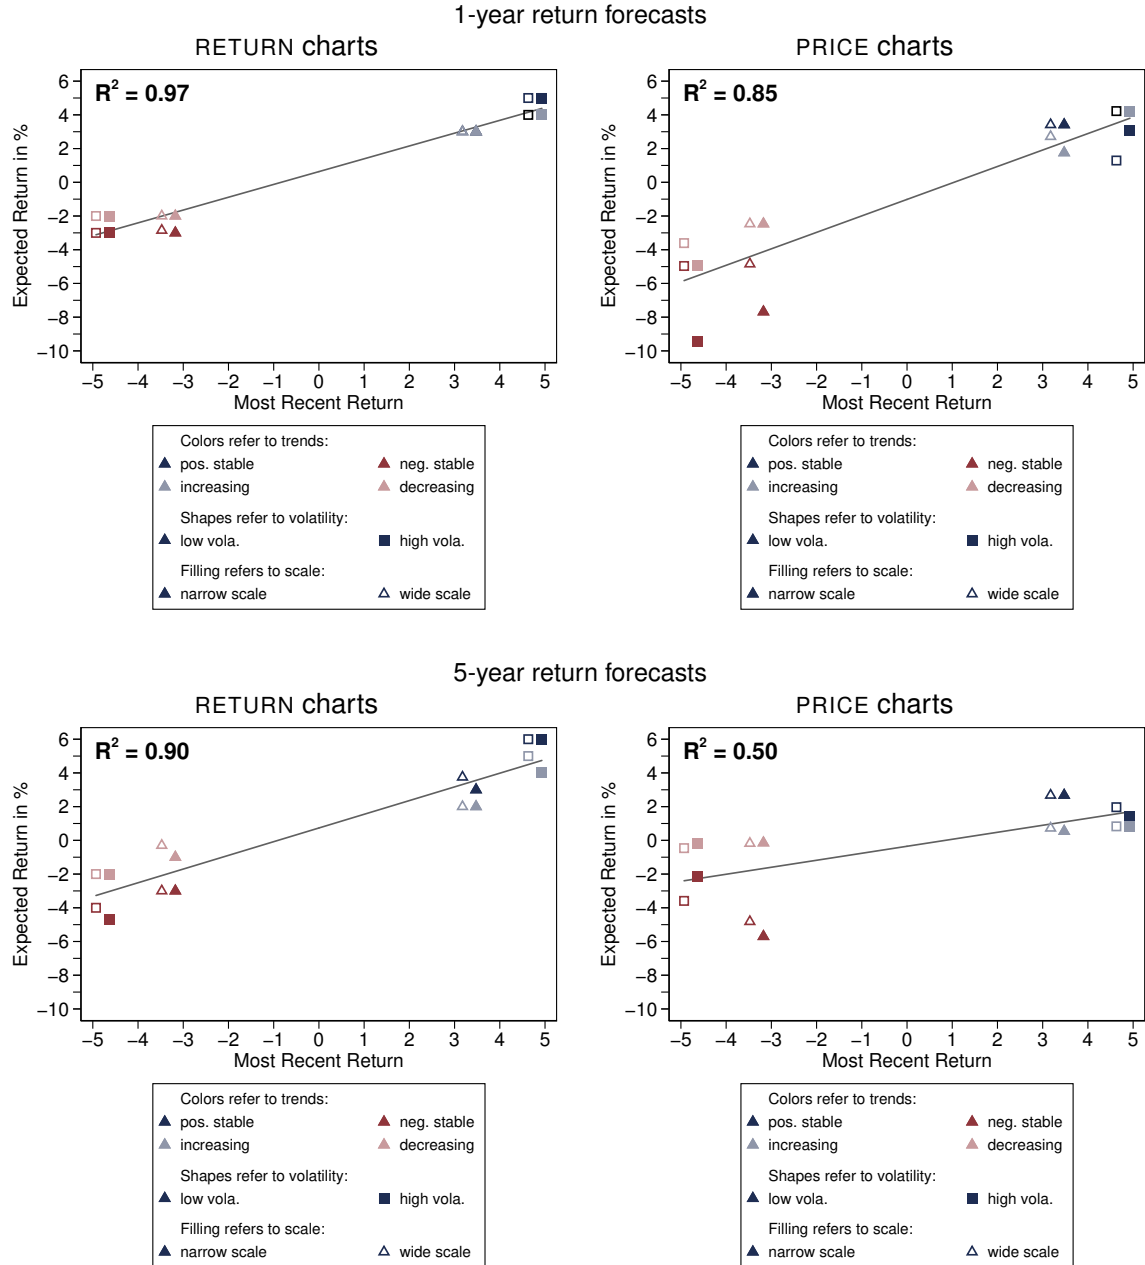 1-year return forecasts
RETURN charts
PRICE charts
R² = 0.97
R² = 0.85
Expected Return in %
6
4
2
0
−2
−4
−6
−8
−10
−5 −4 −3 −2 −1 0 1 2 3 4 5
Most Recent Return
Expected Return in %
6
4
2
0
−2
−4
−6
−8
−10
−5 −4 −3 −2 −1 0 1 2 3 4 5
Most Recent Return
Colors refer to trends:
pos. stable neg. stable
increasing decreasing
Shapes refer to volatility:
low vola. high vola.
Filling refers to scale:
narrow scale wide scale
Colors refer to trends:
pos. stable neg. stable
increasing decreasing
Shapes refer to volatility:
low vola. high vola.
Filling refers to scale:
narrow scale wide scale
5-year return forecasts
RETURN charts
PRICE charts
R² = 0.90
R² = 0.50
Expected Return in %
6
4
2
0
−2
−4
−6
−8
−10
−5 −4 −3 −2 −1 0 1 2 3 4 5
Most Recent Return
Expected Return in %
6
4
2
0
−2
−4
−6
−8
−10
−5 −4 −3 −2 −1 0 1 2 3 4 5
Most Recent Return
Colors refer to trends:
pos. stable neg. stable
increasing decreasing
Shapes refer to volatility:
low vola. high vola.
Filling refers to scale:
narrow scale wide scale
Colors refer to trends:
pos. stable neg. stable
increasing decreasing
Shapes refer to volatility:
low vola. high vola.
Filling refers to scale:
narrow scale wide scale